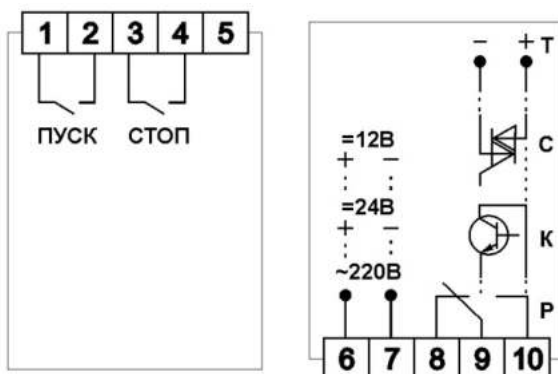 1 2 3 4 5
ПУСК СТОП
- + Т
=12В
С
+ -
=24В
+ -
К
~220В
Р
6 7 8 9 10